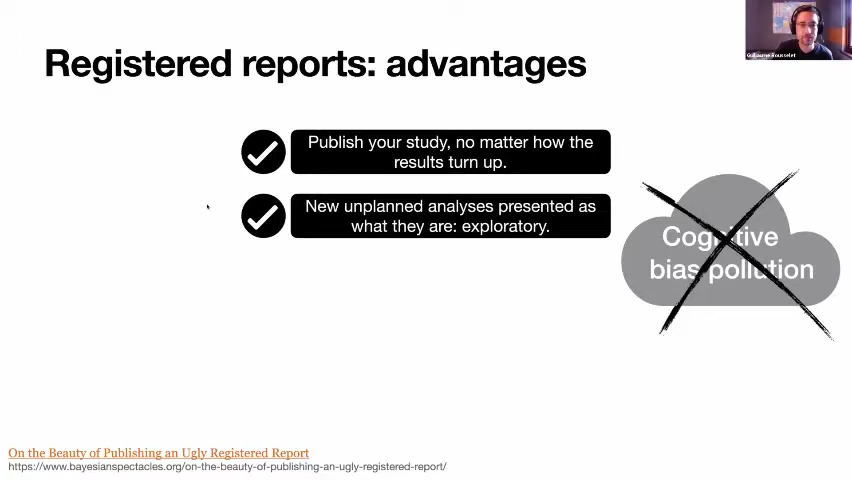 Guillaume Rousselet
Registered reports: advantages
Publish your study, no matter how the
results turn up.
New unplanned analyses presented as
what they are: exploratory.
Cognitive
bias pollution
On the Beauty of Publishing an Ugly Registered Report
https://www.bayesianspectacles.org/on-the-beauty-of-publishing-an-ugly-registered-report/